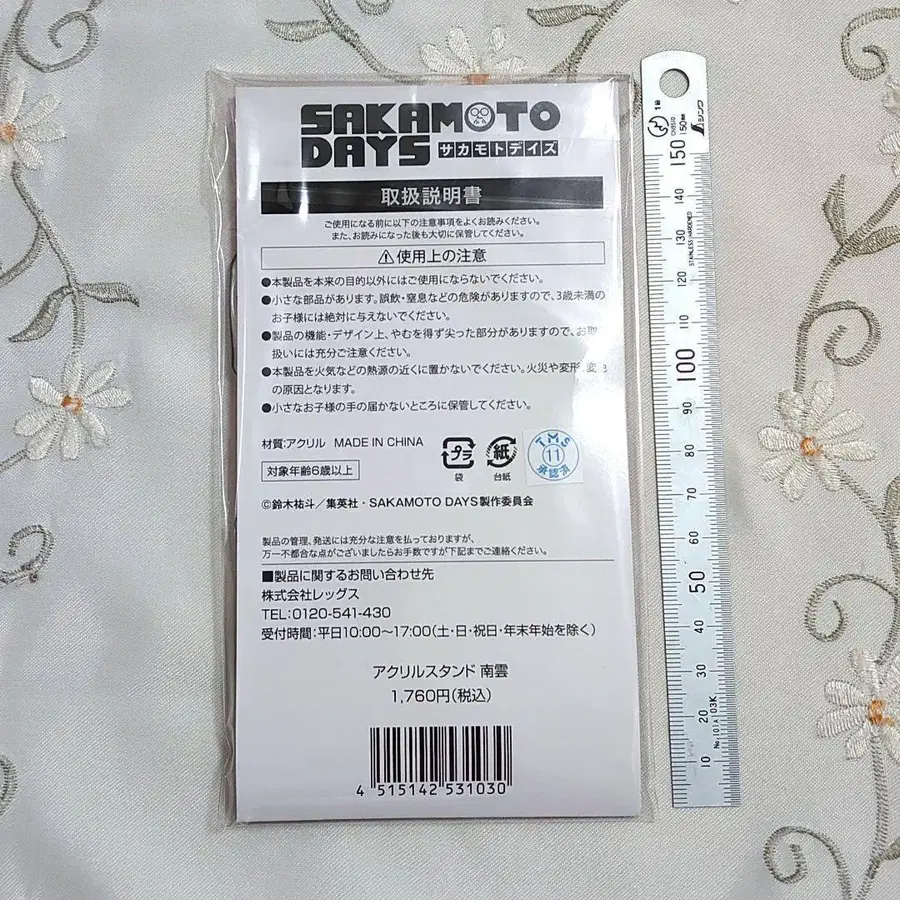 SAKAMOTO
DAYS サカモトデイズ
取扱説明書
ご使用になる前に以下の注意事項をよくお読みください。
また、お読みになった後も大切に保管してください。
⚠使用上の注意
●本製品を本来の目的以外にはご使用にならないでください。
●小さな部品があります。誤飲・窒息などの危険がありますので、3歳未満の
お子様には絶対に与えないでください。
●製品の機能・デザイン上、やむを得ず尖った部分がありますので、お取
扱いには充分ご注意ください。
●本製品を火気などの熱源の近くに置かないでください。火災や変形、変色
の原因となります。
●小さなお子様の手の届かないところに保管してください。
材質:アクリル MADE IN CHINA
対象年齢6歳以上
プラ
袋
紙
台紙
TMS
11
承認済
©鈴木祐斗/集英社・SAKAMOTO DAYS製作委員会
製品の管理、発送には充分な注意を払っておりますが、
万一不都合な点がございましたらお手数ですが下記までご連絡ください。
■製品に関するお問い合わせ先
株式会社レッグス
TEL:0120-541-430
受付時間:平日10:00〜17:00(土・日・祝日・年末年始を除く)
アクリルスタンド 南雲
1,760円(税込)
4 515142 531030
シンワ
150mm
150
140
130
120
110
100
90
80
70
60
50
40
30
20
10
STAINLESS HARDENED